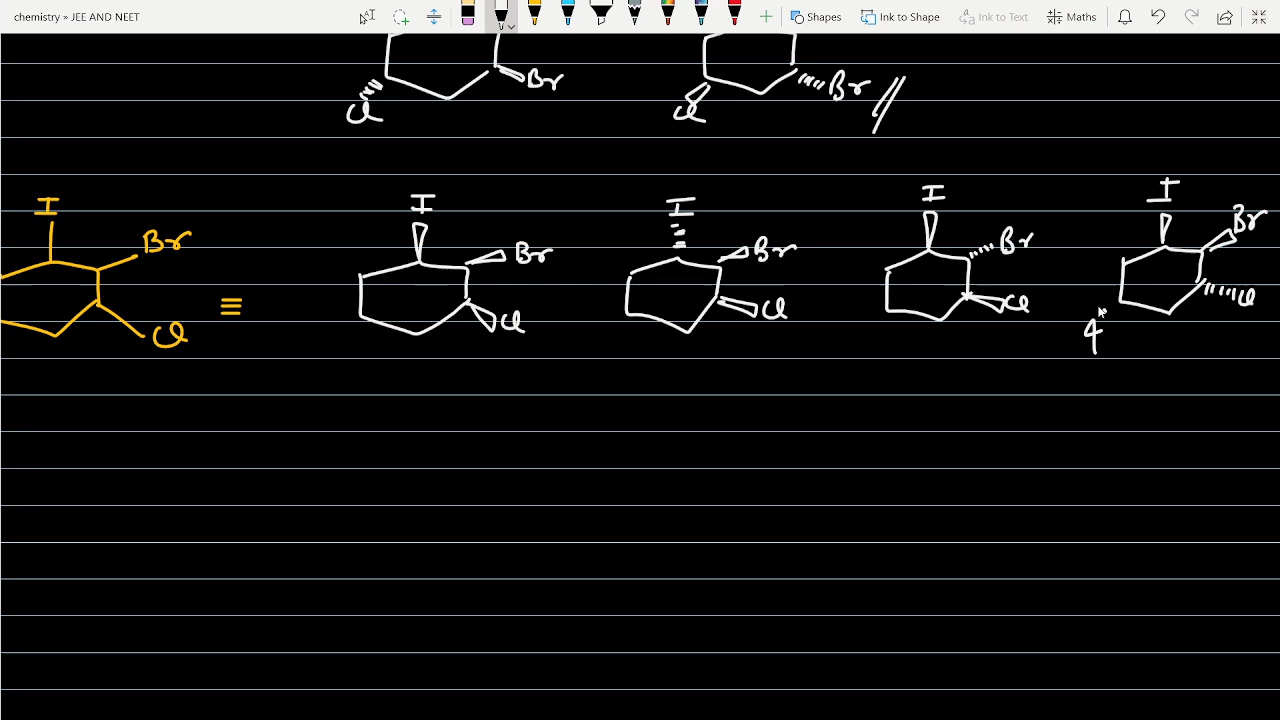 chemistry » JEE AND NEET
Shapes Ink to Shape Ink to Text Maths
Br Br
Cl Cl
I I I I I
Br Br Br Br Br
Cl ≡ Cl Cl Cl Cl
4